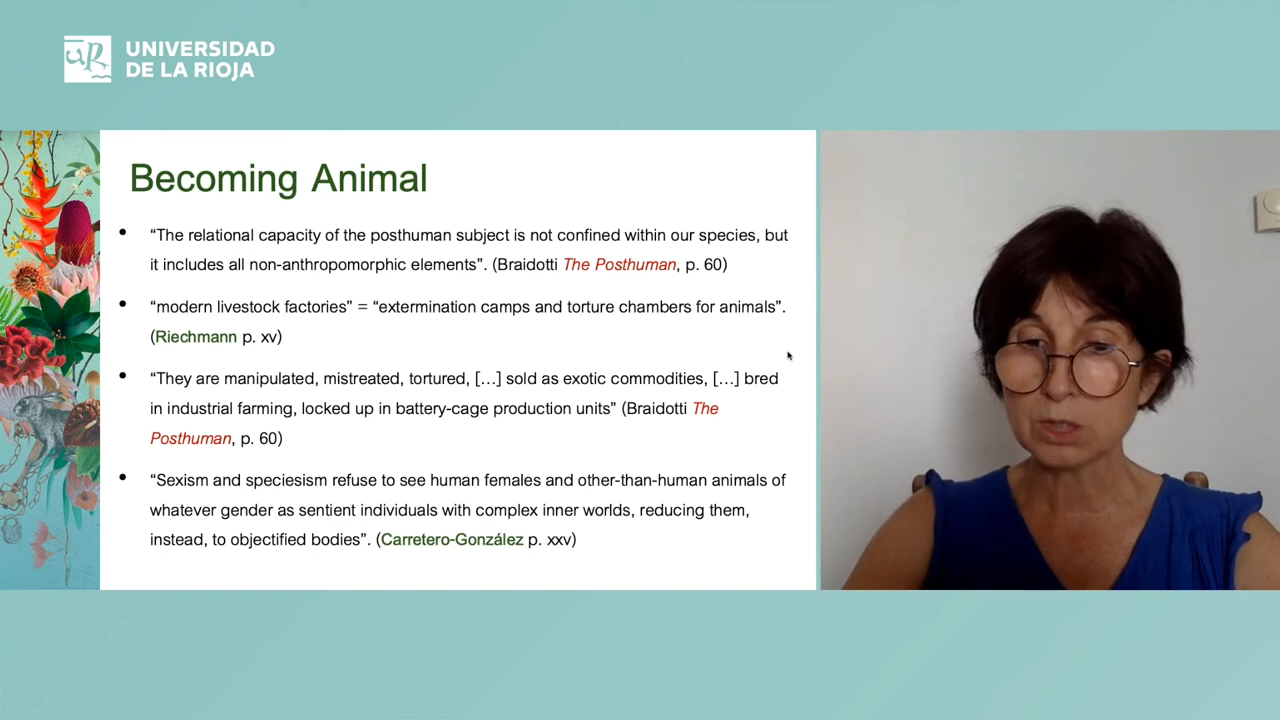 UNIVERSIDAD
DE LA RIOJA
Becoming Animal
• “The relational capacity of the posthuman subject is not confined within our species, but
it includes all non-anthropomorphic elements”. (Braidotti The Posthuman, p. 60)
• “modern livestock factories” = “extermination camps and torture chambers for animals”.
(Riechmann p. xv)
• “They are manipulated, mistreated, tortured, […] sold as exotic commodities, […] bred
in industrial farming, locked up in battery-cage production units” (Braidotti The
Posthuman, p. 60)
• “Sexism and speciesism refuse to see human females and other-than-human animals of
whatever gender as sentient individuals with complex inner worlds, reducing them,
instead, to objectified bodies”. (Carretero-González p. xxv)